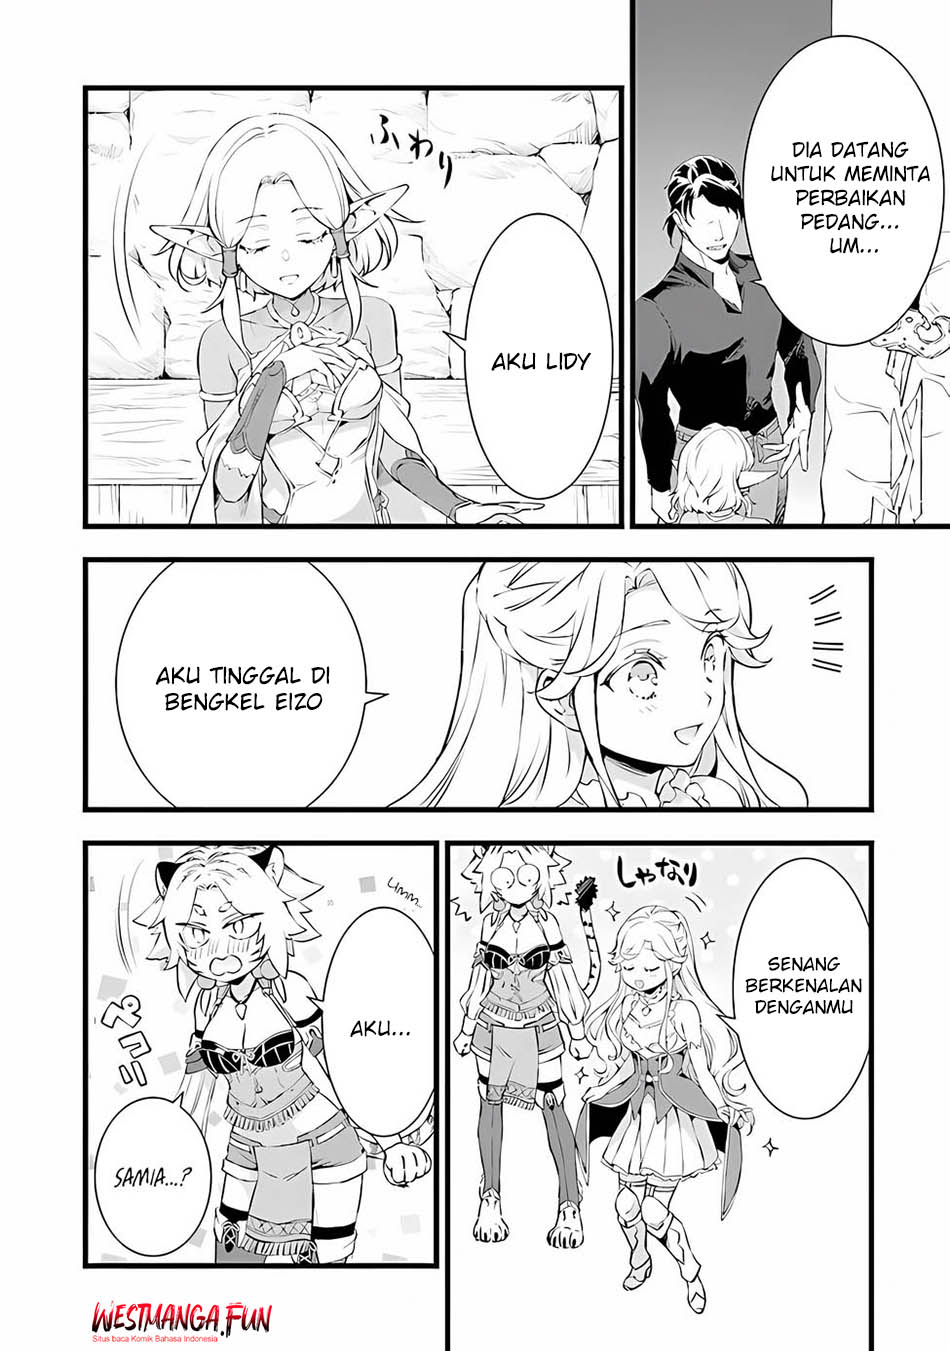 DIA DATANG
UNTUK MEMINTA
PERBAIKAN
PEDANG...
UM...
ふわり
AKU LIDY
AKU TINGGAL DI
BENGKEL EIZO
しゃなり
SENANG
BERKENALAN
DENGANMU
UMM...
AKU...
ペコリ
SAMIA...?
WESTMANGA.FUN
Situs baca Komik Bahasa Indonesia